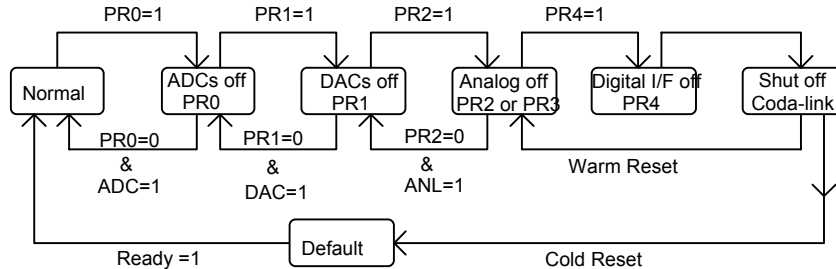 PR0=1
PR1=1
PR2=1
PR4=1
Normal
ADCs off
PR0
DACs off
PR1
Analog off
PR2 or PR3
Digital I/F off
PR4
Shut off
Coda-link
PR0=0
&
ADC=1
PR1=0
&
DAC=1
PR2=0
&
ANL=1
Warm Reset
Ready =1
Default
Cold Reset